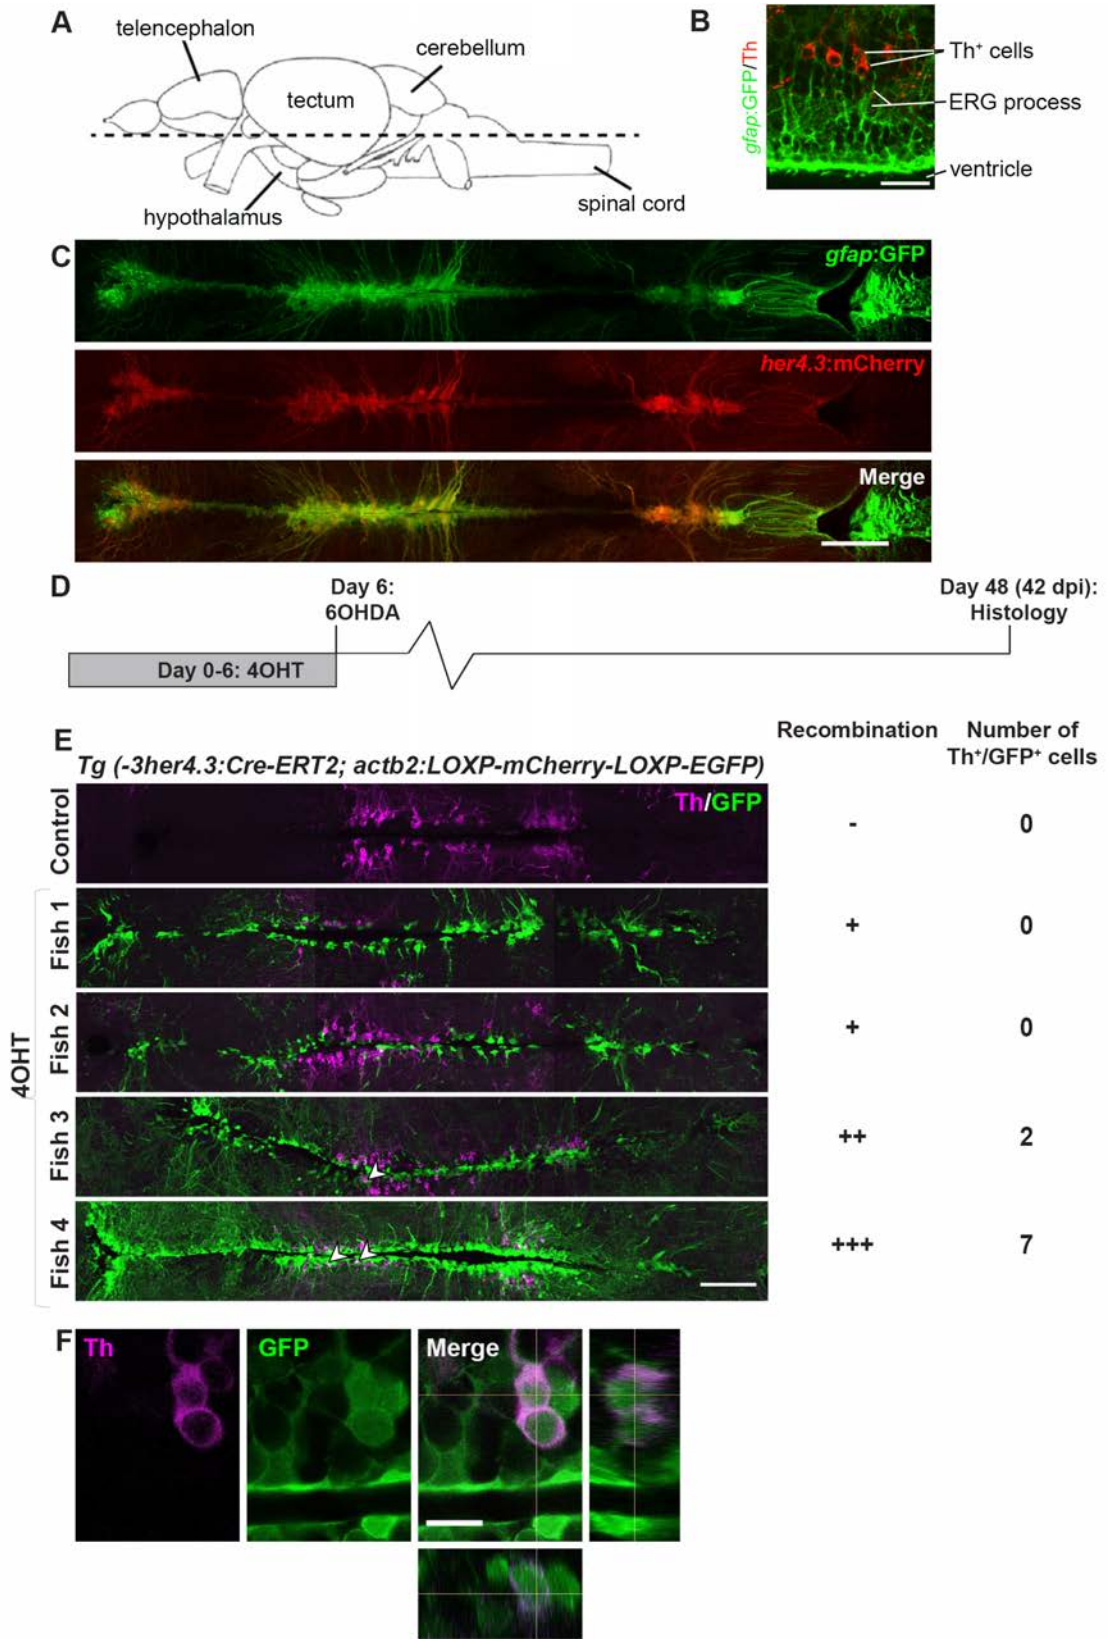 A
telencephalon
cerebellum
tectum
hypothalamus
spinal cord
B
gfap:GFP/Th
Th⁺ cells
ERG process
ventricle
C
gfap:GFP
her4.3:mCherry
Merge
D
Day 6:
6OHDA
Day 48 (42 dpi):
Histology
Day 0-6: 4OHT
E
Recombination
Number of
Th⁺/GFP⁺ cells
Tg (-3her4.3:Cre-ERT2; actb2:LOXP-mCherry-LOXP-EGFP)
Control
Th/GFP
-
0
4OHT
Fish 1
+
0
Fish 2
+
0
Fish 3
++
2
Fish 4
+++
7
F
Th
GFP
Merge